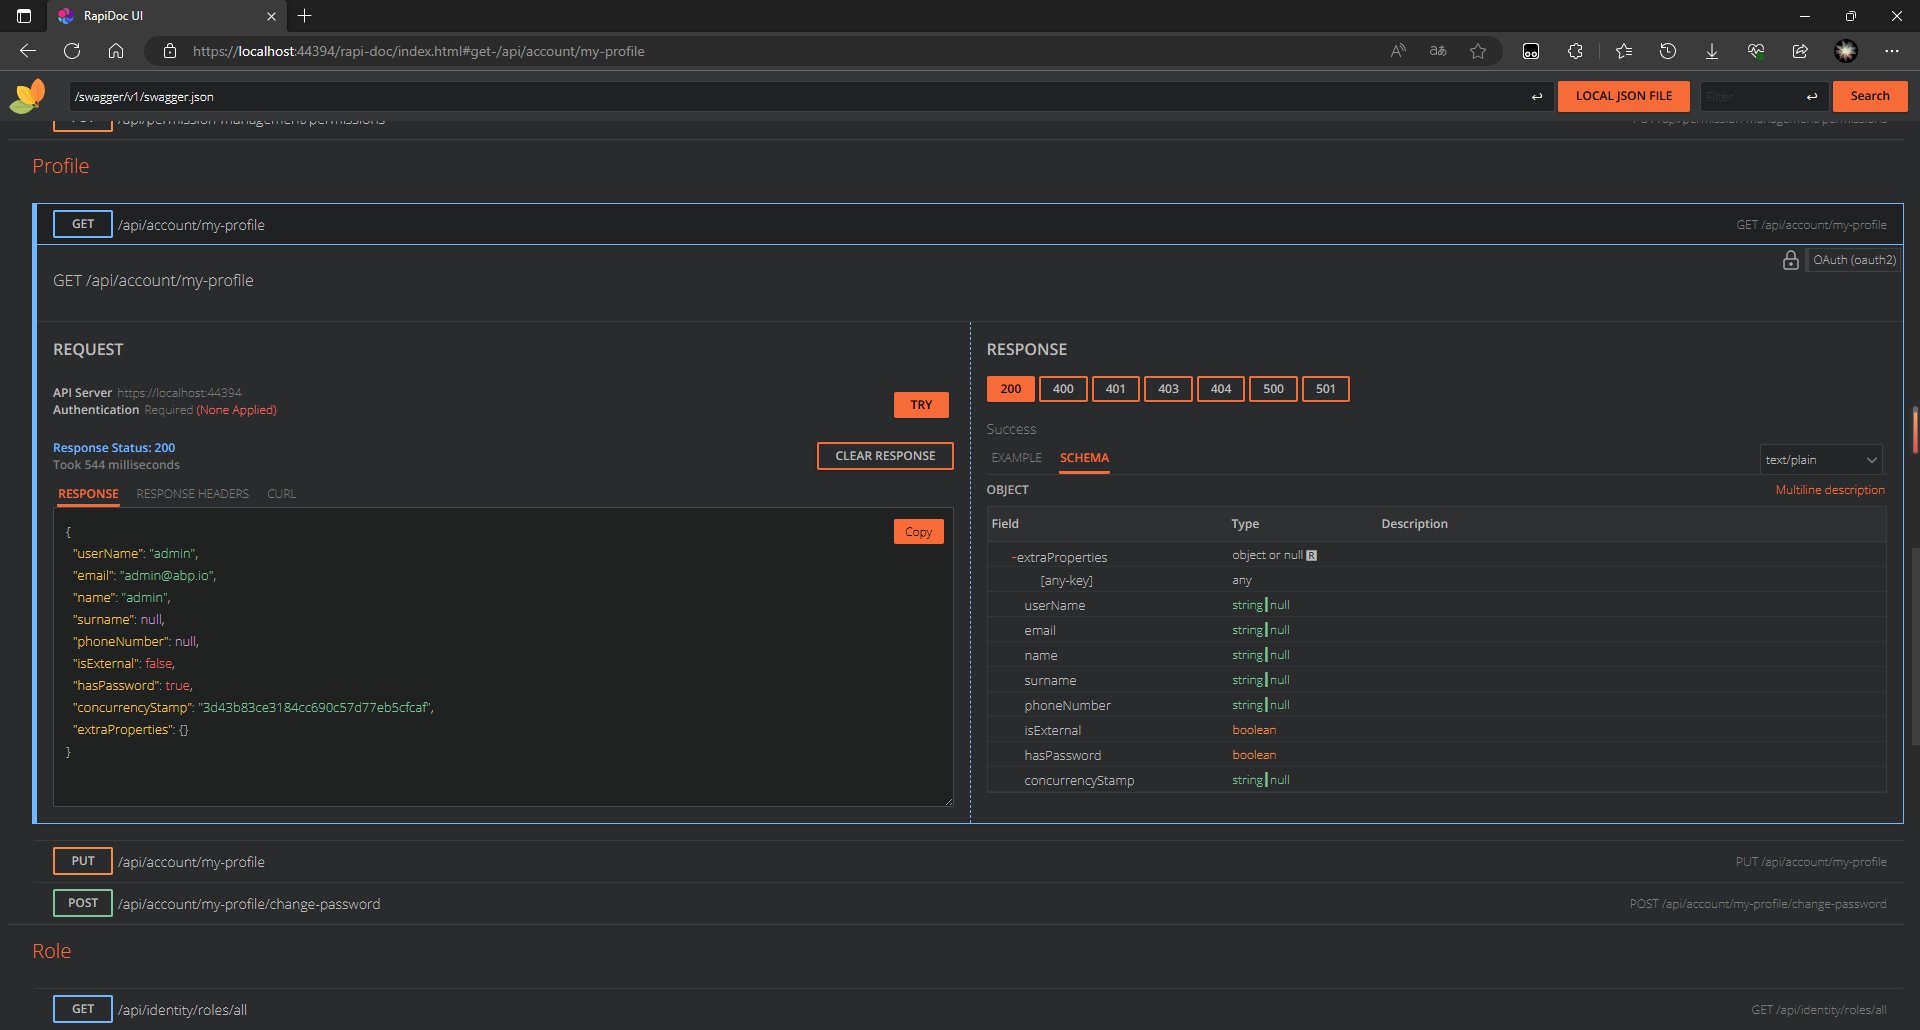 RapiDoc UI
https://localhost:44394/rapi-doc/index.html#get-/api/account/my-profile
/swagger/v1/swagger.json
LOCAL JSON FILE
Filter
Search
/api/permission-management/permissions
Profile
GET /api/account/my-profile
GET /api/account/my-profile
OAuth (oauth2)
GET /api/account/my-profile
REQUEST
API Server https://localhost:44394
Authentication Required (None Applied)
TRY
Response Status: 200
Took 544 milliseconds
CLEAR RESPONSE
RESPONSE RESPONSE HEADERS CURL
Copy
{
"userName": "admin",
"email": "admin@abp.io",
"name": "admin",
"surname": null,
"phoneNumber": null,
"isExternal": false,
"hasPassword": true,
"concurrencyStamp": "3d43b83ce3184cc690c57d77eb5cfcaf",
"extraProperties": {}
}
RESPONSE
200 400 401 403 404 500 501
Success
EXAMPLE SCHEMA
text/plain
OBJECT
Multiline description
Field Type Description
-extraProperties object or null R
[any-key] any
userName string|null
email string|null
name string|null
surname string|null
phoneNumber string|null
isExternal boolean
hasPassword boolean
concurrencyStamp string|null
PUT /api/account/my-profile
PUT /api/account/my-profile
POST /api/account/my-profile/change-password
POST /api/account/my-profile/change-password
Role
GET /api/identity/roles/all
GET /api/identity/roles/all